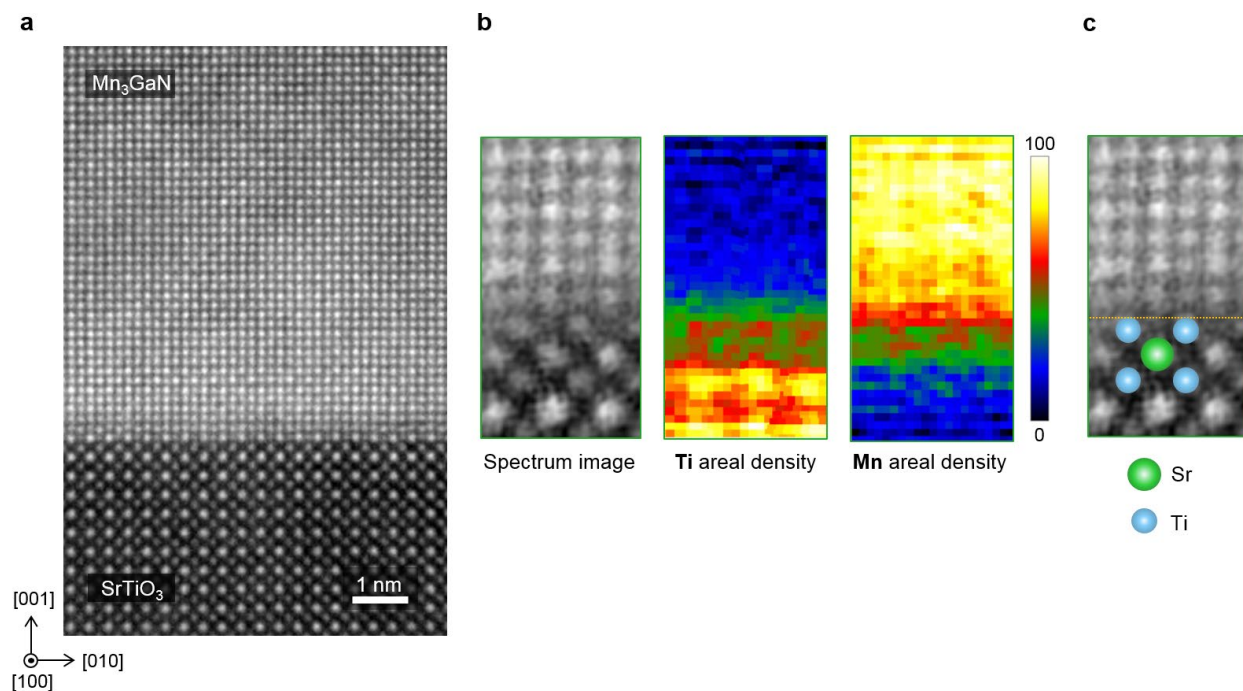 a
b
c
Mn₃GaN
SrTiO₃
1 nm
[001]
[010]
[100]
100
0
Spectrum image
Ti areal density
Mn areal density
Sr
Ti